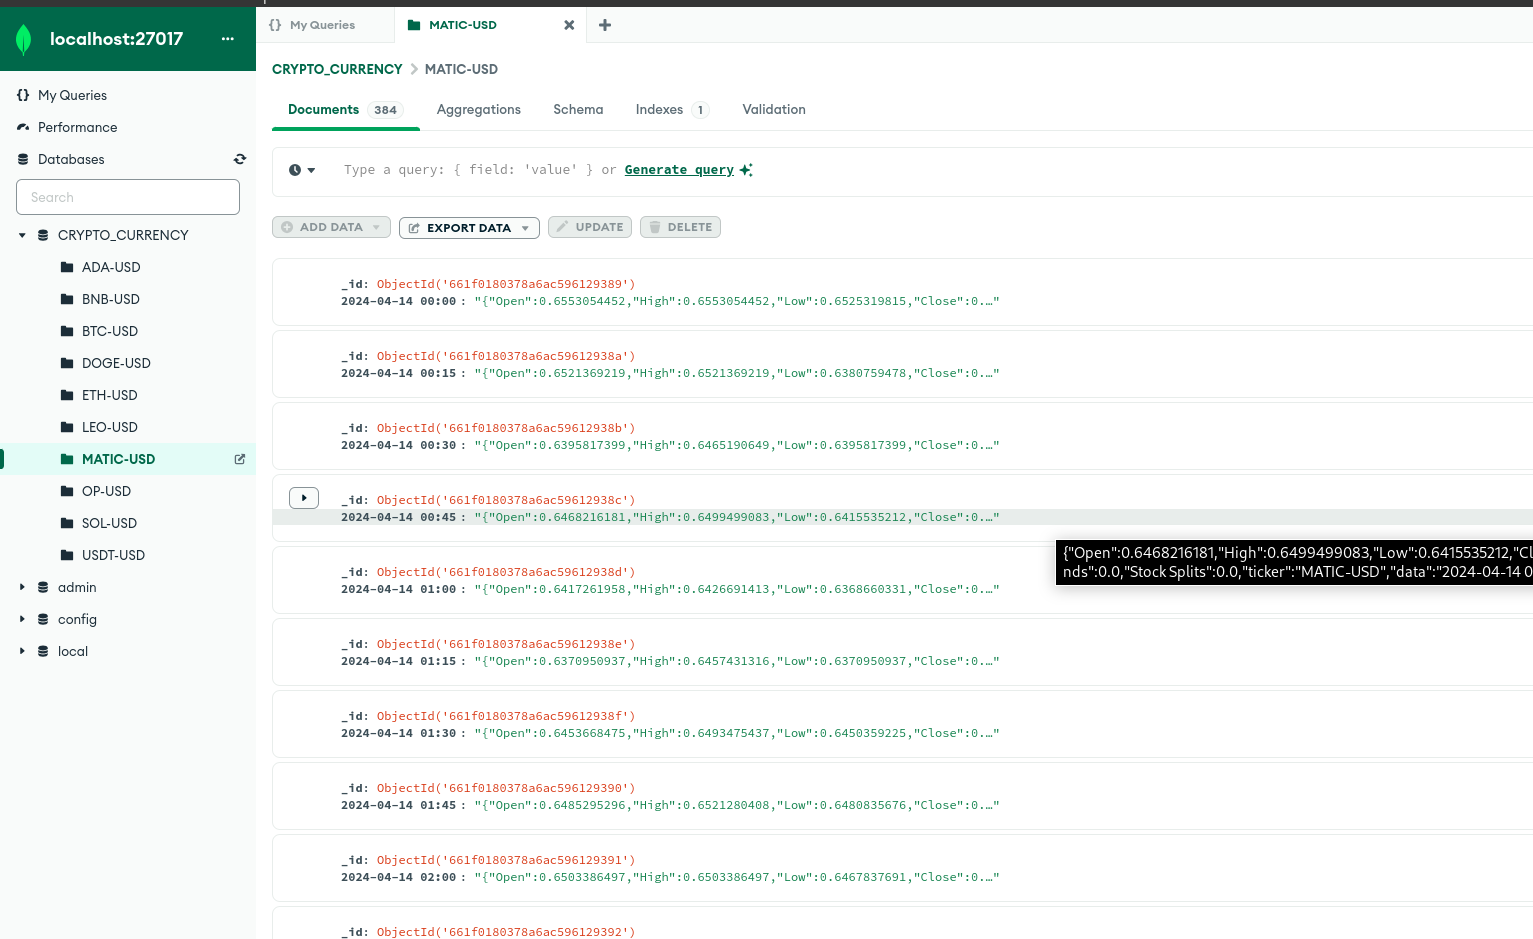 localhost:27017
My Queries
Performance
Databases
Search
CRYPTO_CURRENCY
ADA-USD
BNB-USD
BTC-USD
DOGE-USD
ETH-USD
LEO-USD
MATIC-USD
OP-USD
SOL-USD
USDT-USD
admin
config
local
{} My Queries
MATIC-USD
CRYPTO_CURRENCY > MATIC-USD
Documents 384 Aggregations Schema Indexes 1 Validation
Type a query: { field: 'value' } or Generate query
ADD DATA EXPORT DATA UPDATE DELETE
_id: ObjectId('661f0180378a6ac596129389')
2024-04-14 00:00 : "{"Open":0.6553054452,"High":0.6553054452,"Low":0.6525319815,"Close":0.…"
_id: ObjectId('661f0180378a6ac59612938a')
2024-04-14 00:15 : "{"Open":0.6521369219,"High":0.6521369219,"Low":0.6380759478,"Close":0.…"
_id: ObjectId('661f0180378a6ac59612938b')
2024-04-14 00:30 : "{"Open":0.6395817399,"High":0.6465190649,"Low":0.6395817399,"Close":0.…"
_id: ObjectId('661f0180378a6ac59612938c')
2024-04-14 00:45 : "{"Open":0.6468216181,"High":0.6499499083,"Low":0.6415535212,"Close":0.…"
{"Open":0.6468216181,"High":0.6499499083,"Low":0.6415535212,"Cl
nds":0.0,"Stock Splits":0.0,"ticker":"MATIC-USD","data":"2024-04-14 0
_id: ObjectId('661f0180378a6ac59612938d')
2024-04-14 01:00 : "{"Open":0.6417261958,"High":0.6426691413,"Low":0.6368660331,"Close":0.…"
_id: ObjectId('661f0180378a6ac59612938e')
2024-04-14 01:15 : "{"Open":0.6370950937,"High":0.6457431316,"Low":0.6370950937,"Close":0.…"
_id: ObjectId('661f0180378a6ac59612938f')
2024-04-14 01:30 : "{"Open":0.6453668475,"High":0.6493475437,"Low":0.6450359225,"Close":0.…"
_id: ObjectId('661f0180378a6ac596129390')
2024-04-14 01:45 : "{"Open":0.6485295296,"High":0.6521280408,"Low":0.6480835676,"Close":0.…"
_id: ObjectId('661f0180378a6ac596129391')
2024-04-14 02:00 : "{"Open":0.6503386497,"High":0.6503386497,"Low":0.6467837691,"Close":0.…"
_id: ObjectId('661f0180378a6ac596129392')